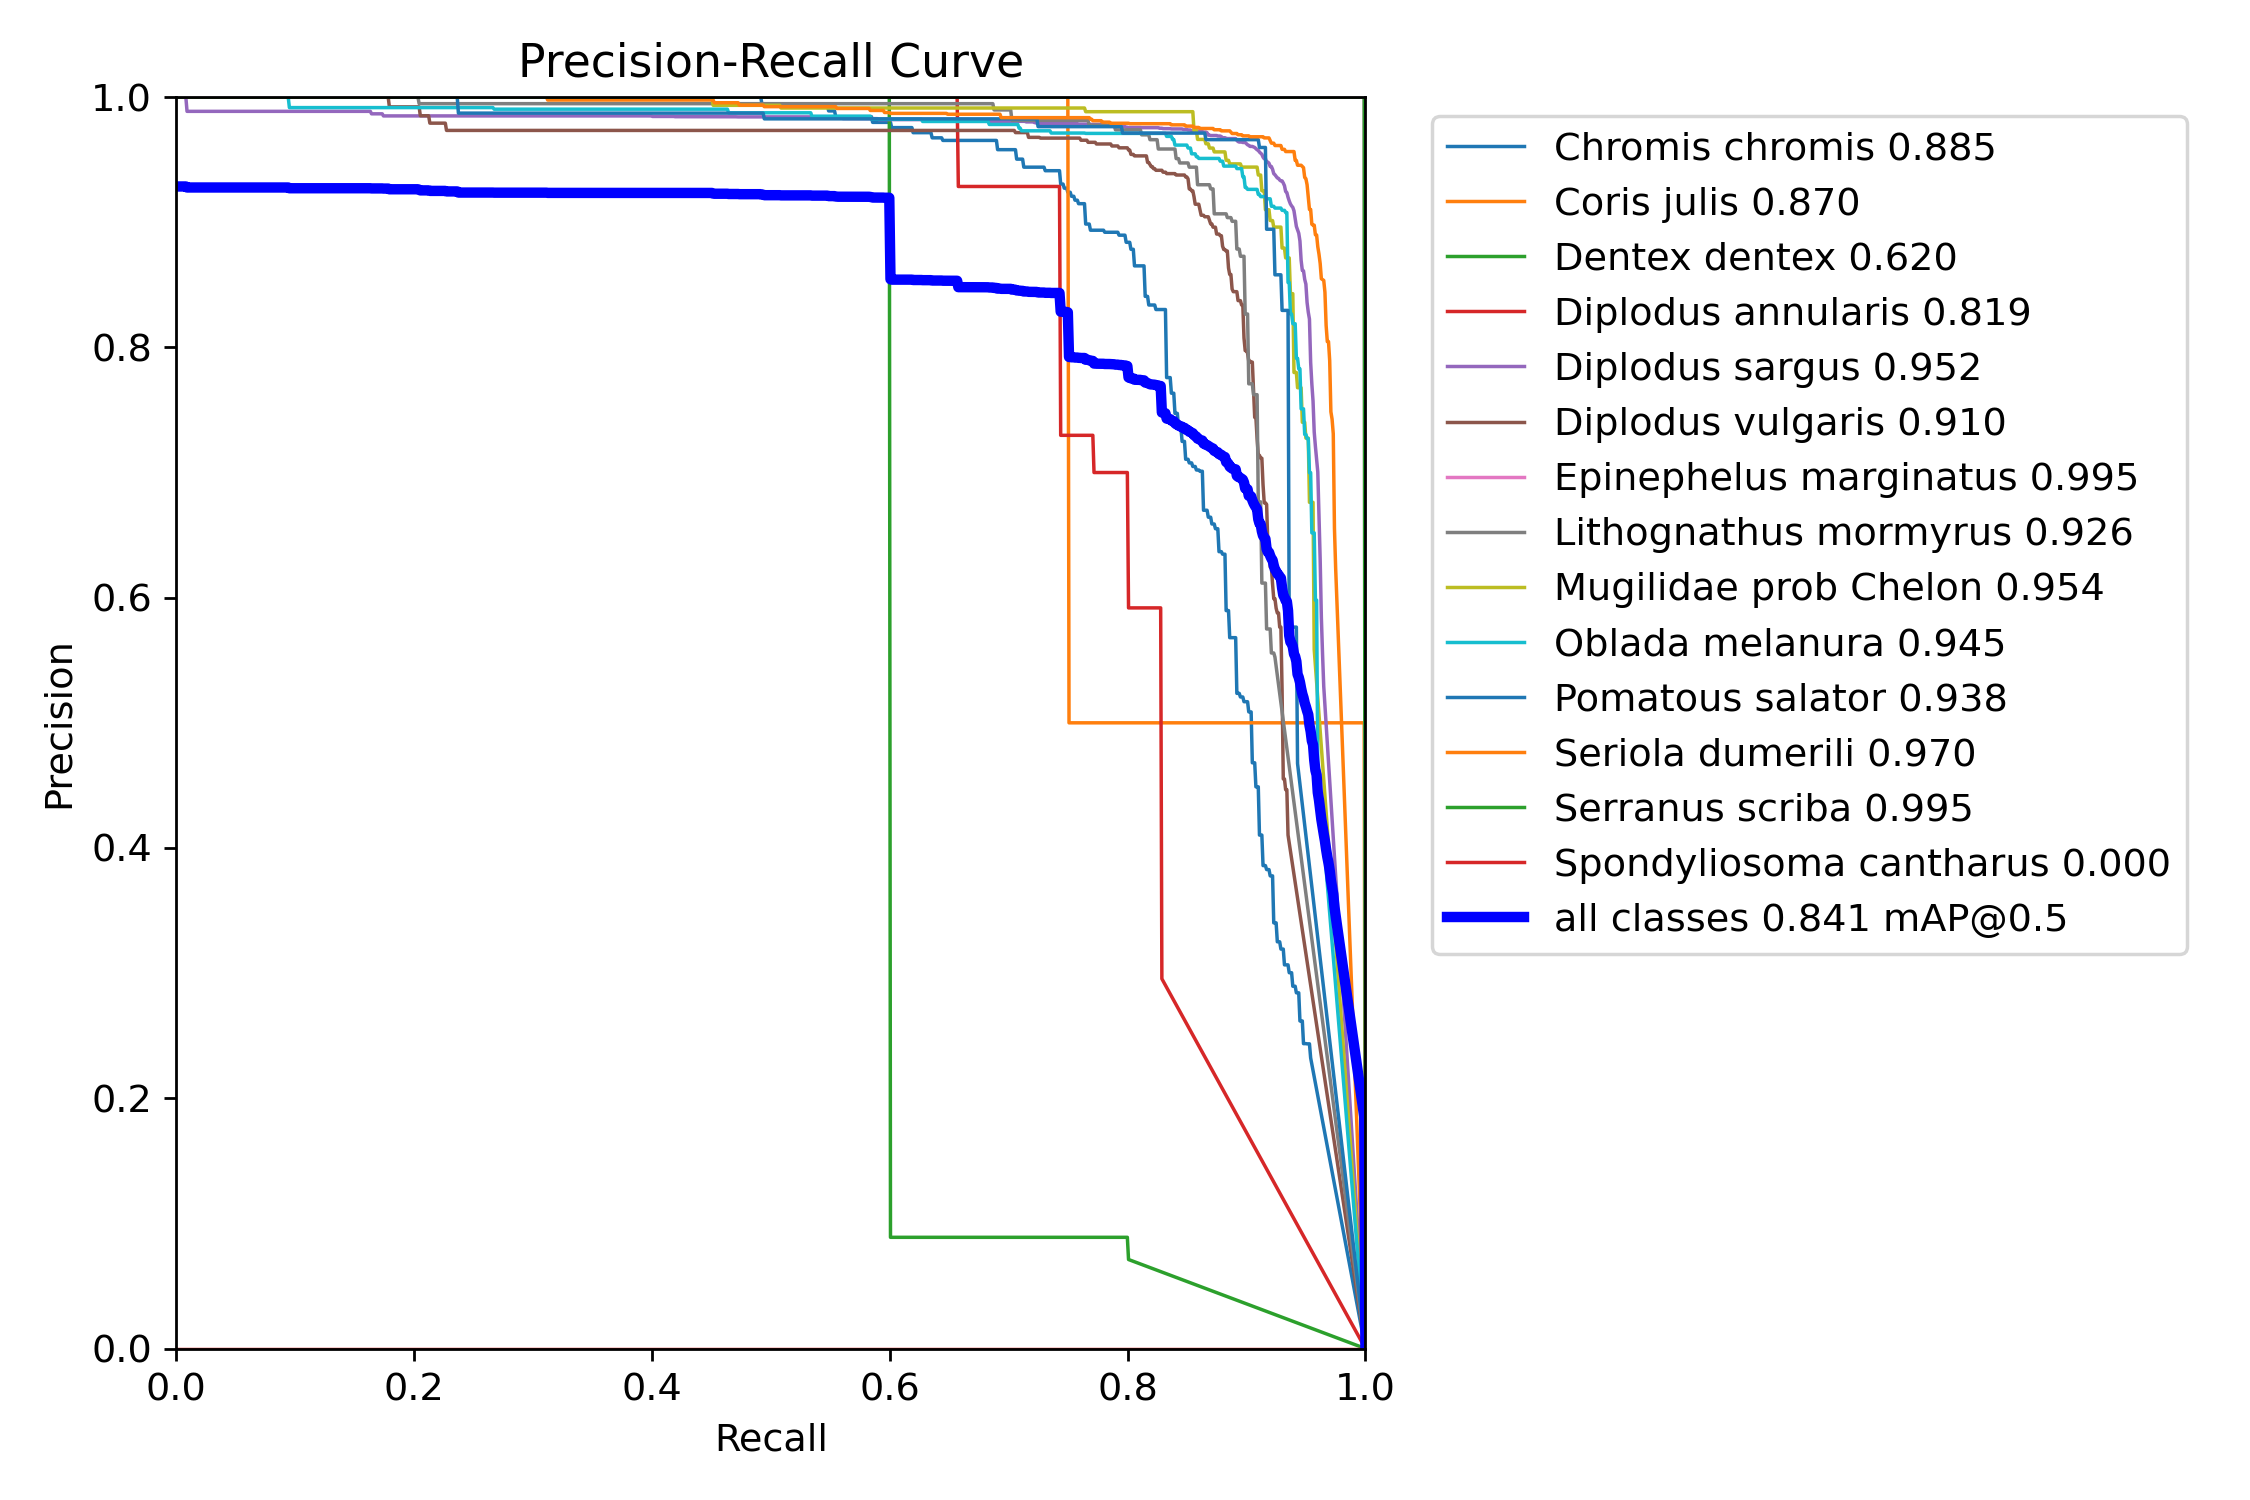 Precision-Recall Curve
1.0
0.8
0.6
0.4
0.2
0.0
Precision
0.0 0.2 0.4 0.6 0.8 1.0
Recall
Chromis chromis 0.885
Coris julis 0.870
Dentex dentex 0.620
Diplodus annularis 0.819
Diplodus sargus 0.952
Diplodus vulgaris 0.910
Epinephelus marginatus 0.995
Lithognathus mormyrus 0.926
Mugilidae prob Chelon 0.954
Oblada melanura 0.945
Pomatous salator 0.938
Seriola dumerili 0.970
Serranus scriba 0.995
Spondyliosoma cantharus 0.000
all classes 0.841 mAP@0.5